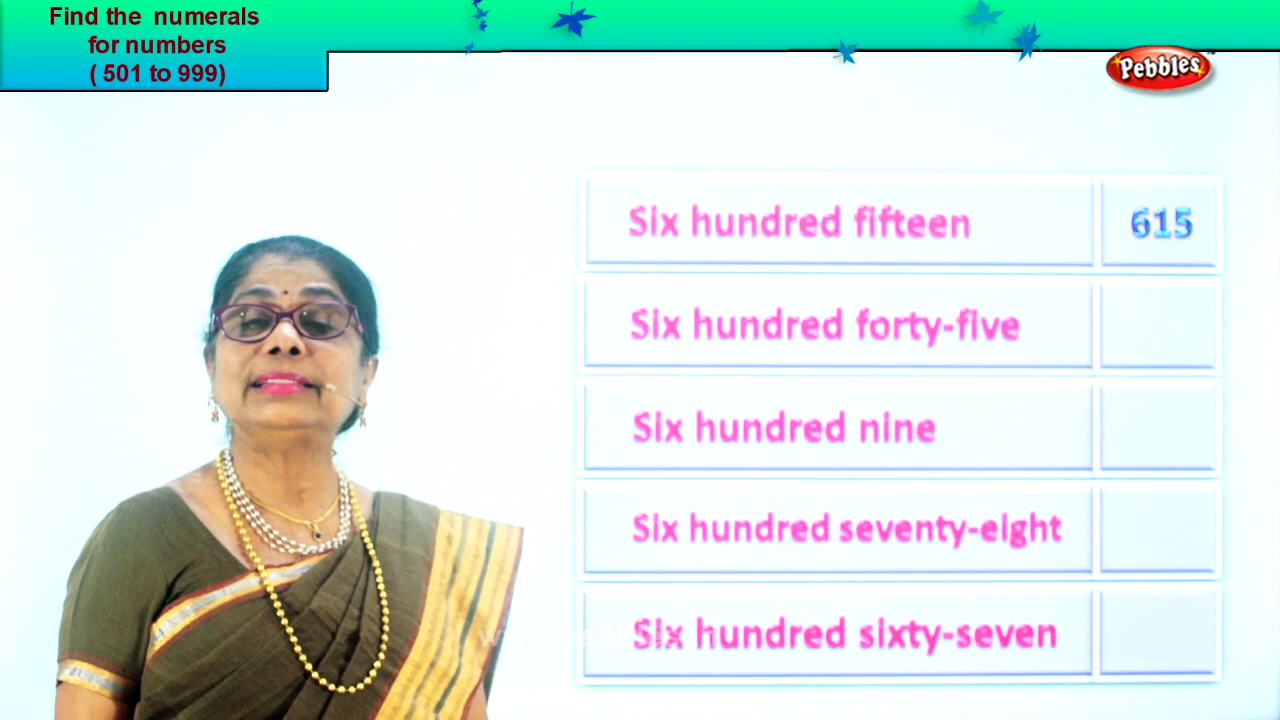 Find the numerals
for numbers
( 501 to 999)
Pebbles
Six hundred fifteen 615
Six hundred forty-five
Six hundred nine
Six hundred seventy-eight
Six hundred sixty-seven